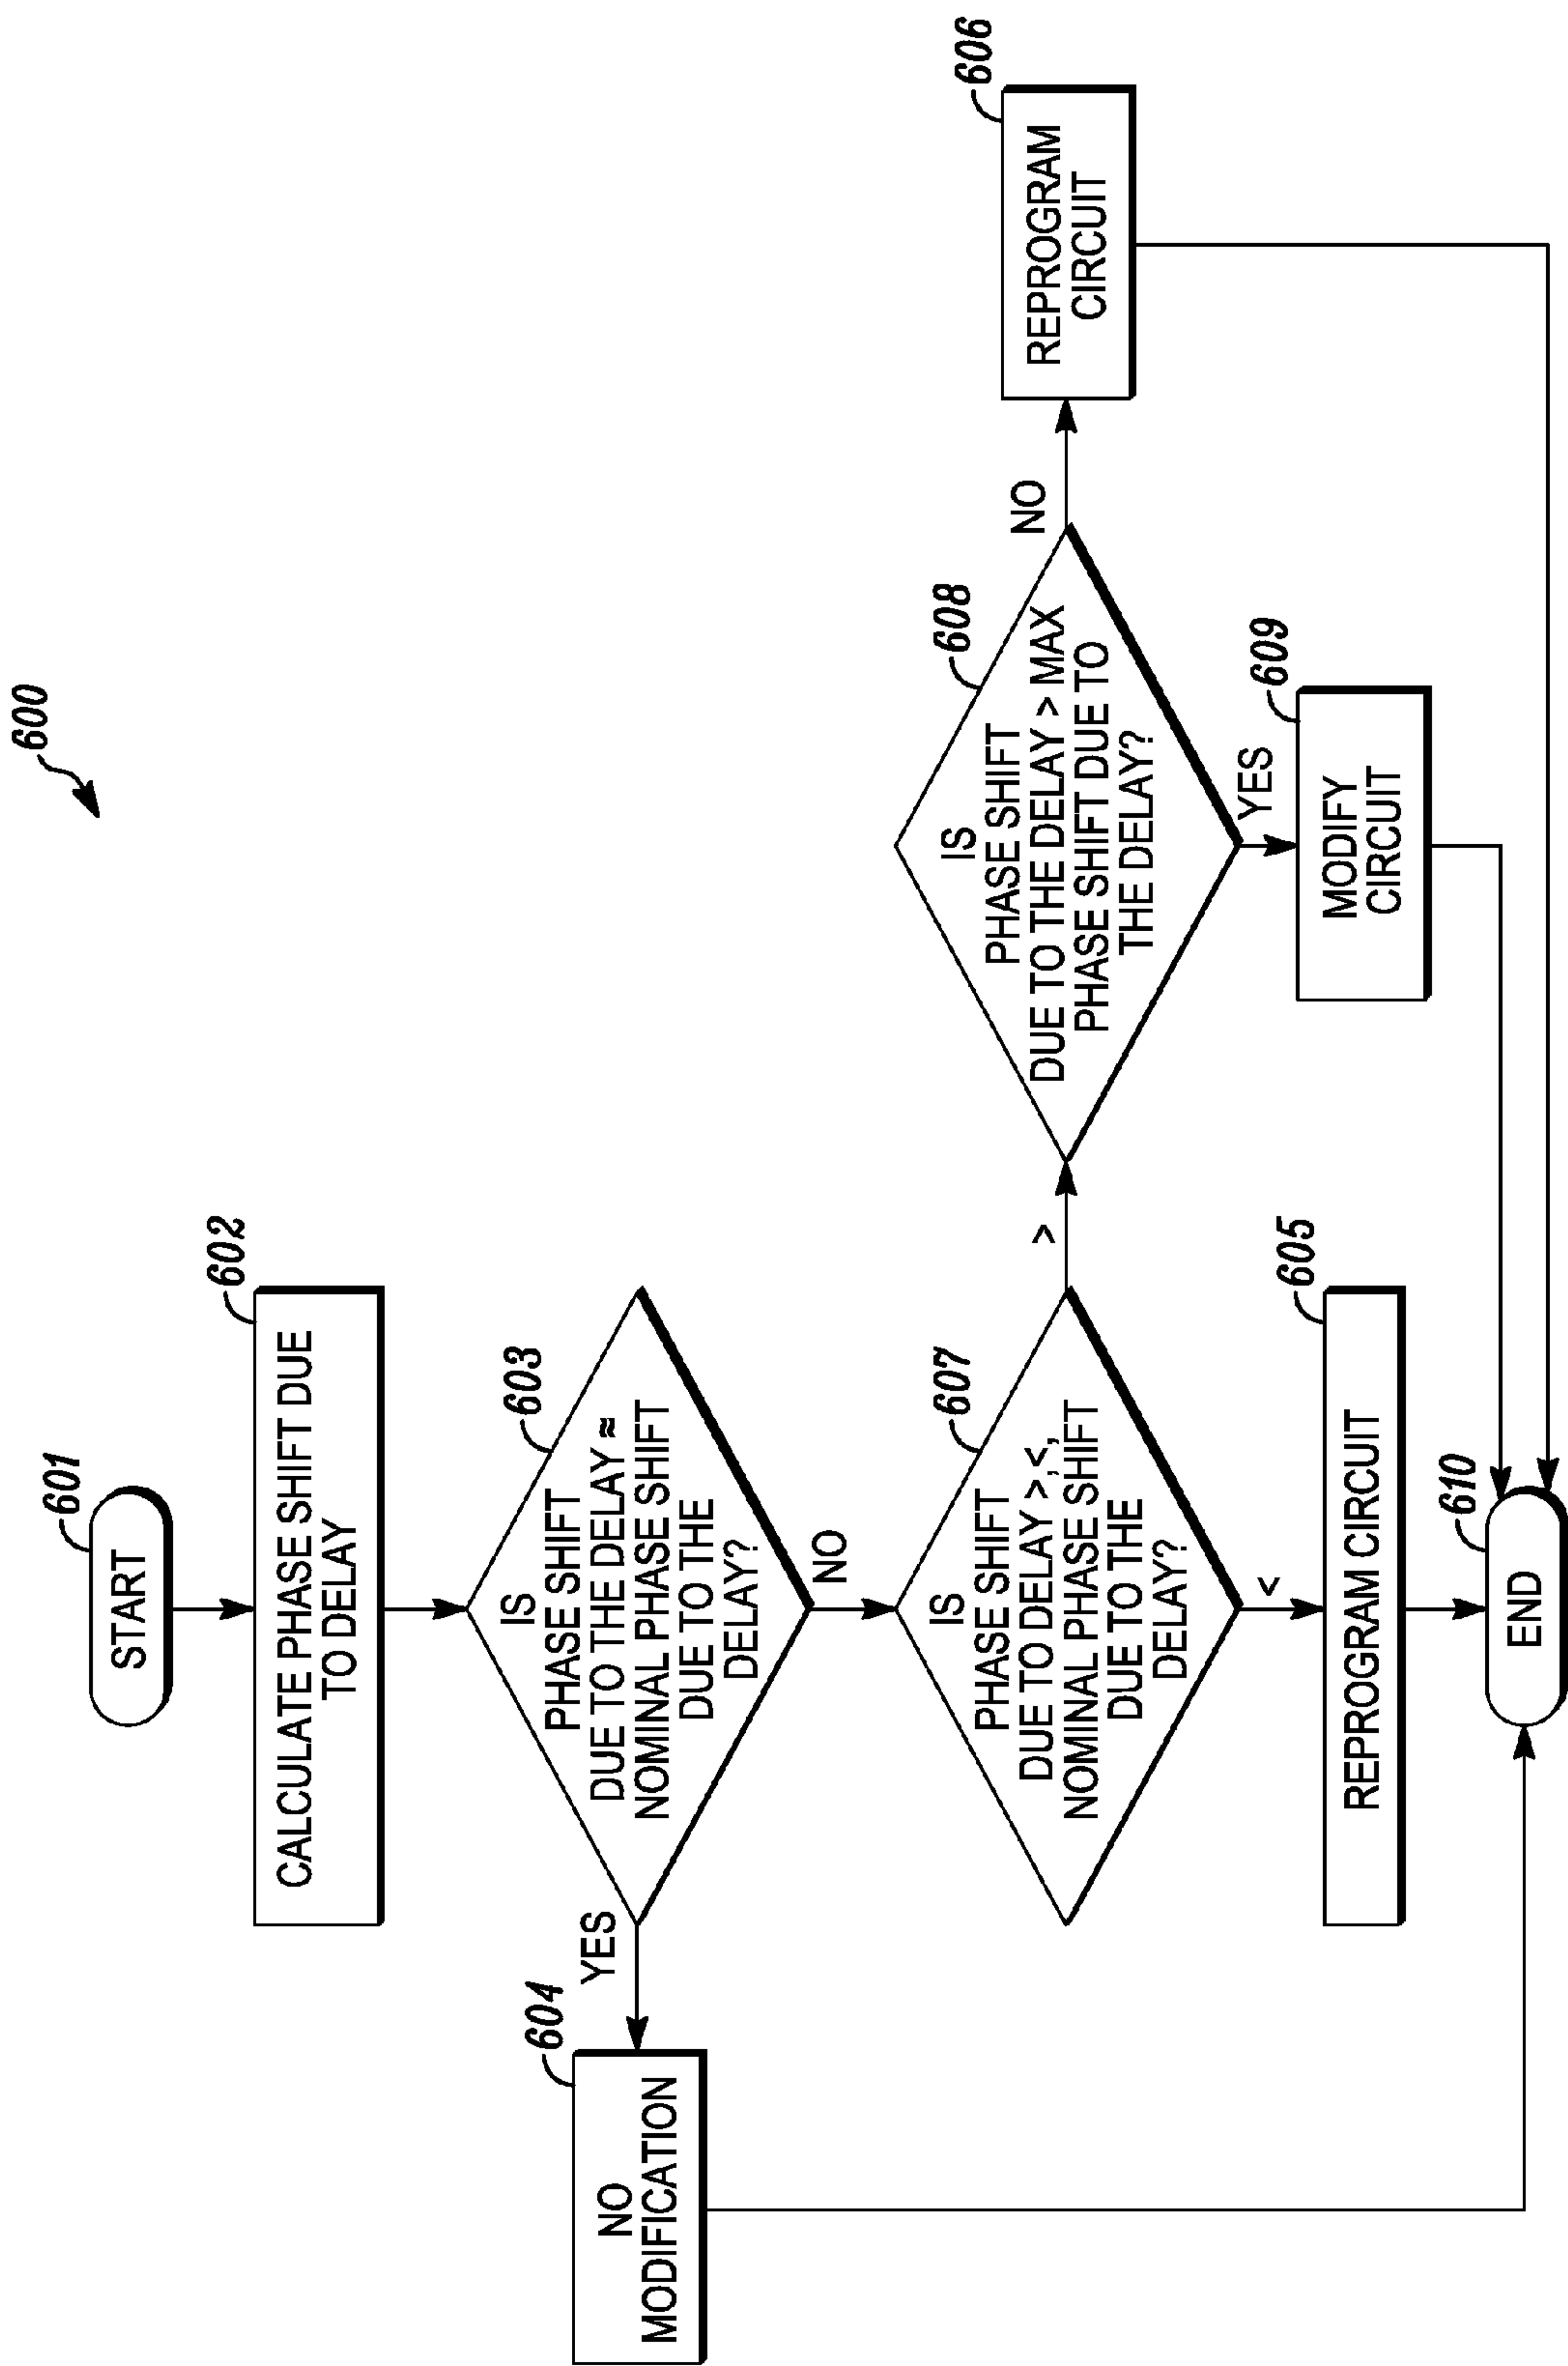 600
601
START
602
CALCULATE PHASE SHIFT DUE
TO DELAY
603
IS
PHASE SHIFT
DUE TO THE DELAY ≈
NOMINAL PHASE SHIFT
DUE TO THE
DELAY?
YES
604
NO
MODIFICATION
NO
607
IS
PHASE SHIFT
DUE TO DELAY >,<,
NOMINAL PHASE SHIFT
DUE TO THE
DELAY?
>
608
IS
PHASE SHIFT
DUE TO THE DELAY > MAX
PHASE SHIFT DUE TO
THE DELAY?
NO
606
REPROGRAM
CIRCUIT
YES
609
MODIFY
CIRCUIT
<
605
REPROGRAM CIRCUIT
610
END